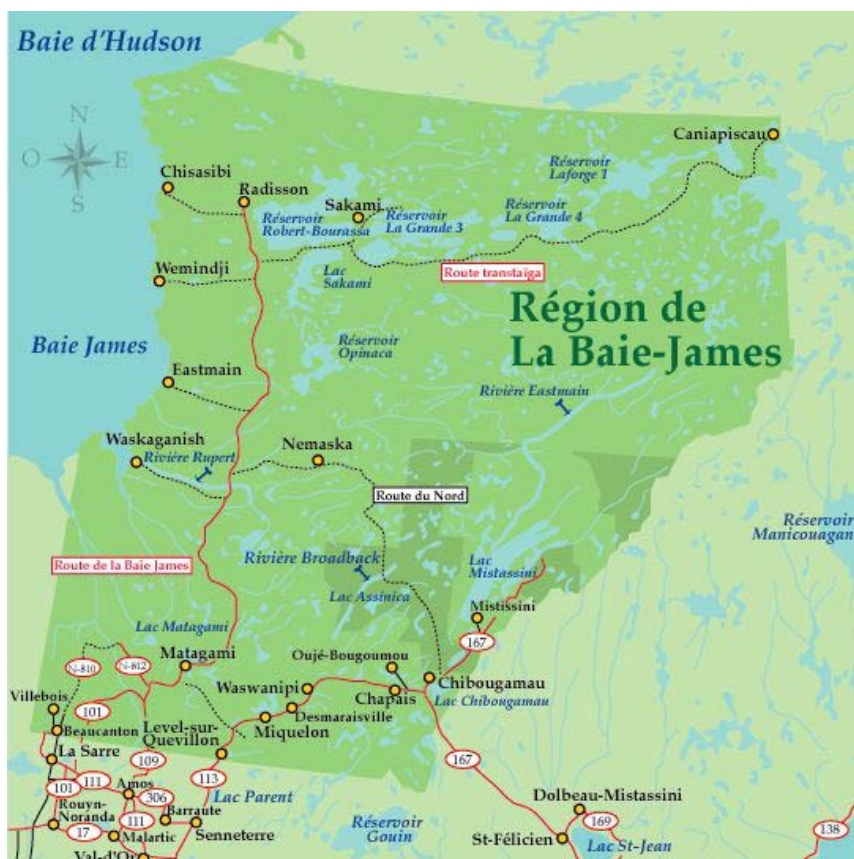 Baie d'Hudson
N
O
E
S
Caniapiscau
Chisasibi
Radisson
Réservoir
Laforge 1
Sakami
Réservoir
Robert-Bourassa
Réservoir
La Grande 3
Réservoir
La Grande 4
Wemindji
Lac
Sakami
Route transtaïga
Région de
La Baie-James
Baie James
Réservoir
Opinaca
Eastmain
Rivière Eastmain
Waskaganish
Rivière Rupert
Nemaska
Route du Nord
Réservoir
Manicouagan
Route de la Baie James
Rivière Broadback
Lac
Mistassini
Lac Assinica
Mistissini
167
Lac Matagami
Matagami
N-810
N-812
Oujé-Bougoumou
Chibougamau
Villebois
101
Waswanipi
Chapais
Lac Chibougamau
Desmaraisville
Beaucanton
Level-sur-
Quevillon
Miquelon
La Sarre
109
113
167
101
111
Amos
306
Lac Parent
Dolbeau-Mistassini
Rouyn-
Noranda
111
Barraute
Réservoir
Gouin
169
17
Malartic
Senneterre
St-Félicien
138
Val-d'Or
Lac St-Jean